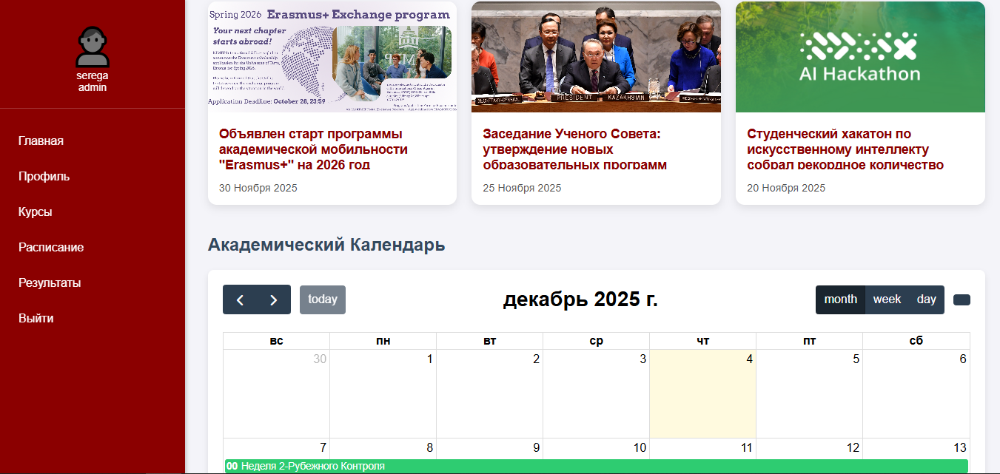 serega
admin
Главная
Профиль
Курсы
Расписание
Результаты
Выйти
Spring 2026 Erasmus+ Exchange program
Your next chapter
starts abroad!
Application Deadline: October 28, 23:59
Объявлен старт программы
академической мобильности
"Erasmus+" на 2026 год
30 Ноября 2025
PRESIDENT
KAZAKHSTAN
Заседание Ученого Совета:
утверждение новых
образовательных программ
25 Ноября 2025
AI Hackathon
Студенческий хакатон по
искусственному интеллекту
собрал рекордное количество
20 Ноября 2025
Академический Календарь
today
декабрь 2025 г.
month week day
вс пн вт ср чт пт сб
30 1 2 3 4 5 6
7 8 9 10 11 12 13
00 Неделя 2-Рубежного Контроля